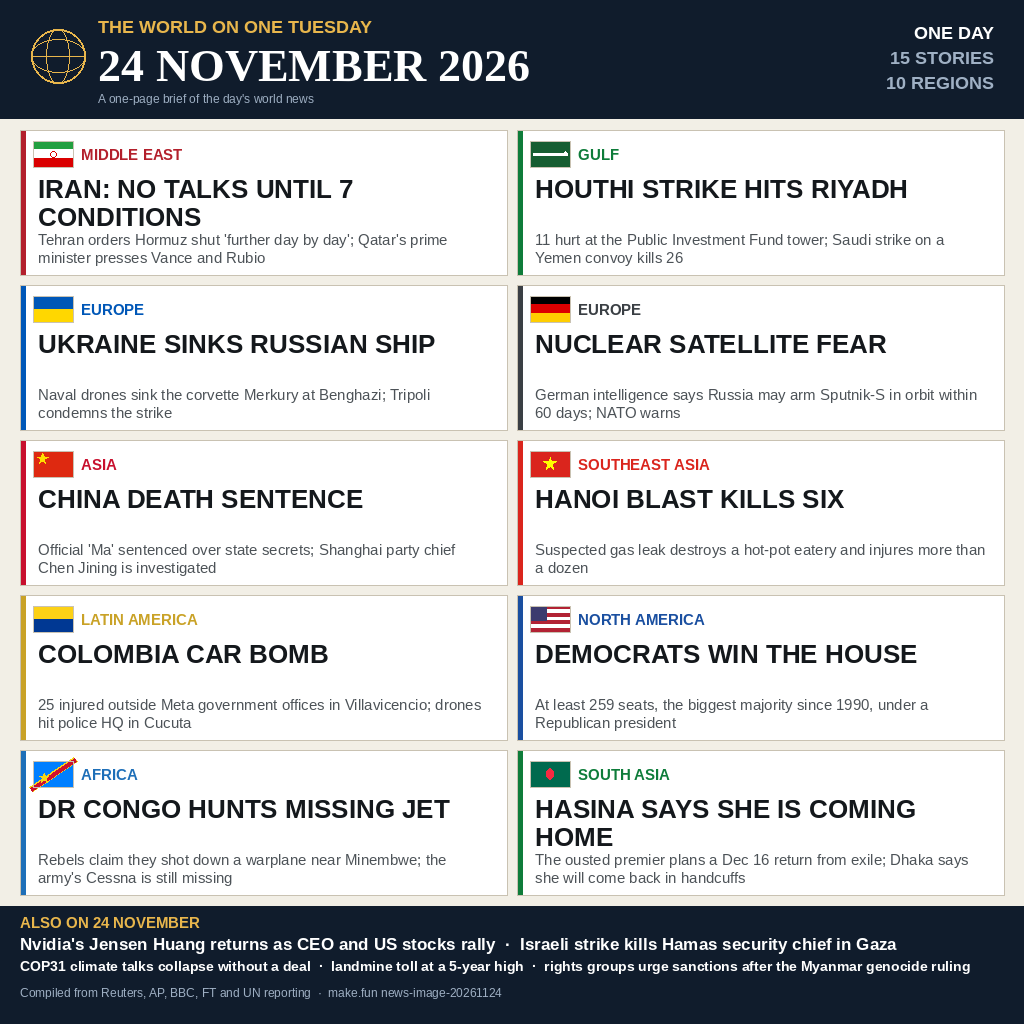 THE WORLD ON ONE TUESDAY
24 NOVEMBER 2026
A one-page brief of the day's world news
ONE DAY
15 STORIES
10 REGIONS
MIDDLE EAST
IRAN: NO TALKS UNTIL 7
CONDITIONS
Tehran orders Hormuz shut 'further day by day'; Qatar's prime
minister presses Vance and Rubio
GULF
HOUTHI STRIKE HITS RIYADH
11 hurt at the Public Investment Fund tower; Saudi strike on a
Yemen convoy kills 26
EUROPE
UKRAINE SINKS RUSSIAN SHIP
Naval drones sink the corvette Merkury at Benghazi; Tripoli
condemns the strike
EUROPE
NUCLEAR SATELLITE FEAR
German intelligence says Russia may arm Sputnik-S in orbit within
60 days; NATO warns
ASIA
CHINA DEATH SENTENCE
Official 'Ma' sentenced over state secrets; Shanghai party chief
Chen Jining is investigated
SOUTHEAST ASIA
HANOI BLAST KILLS SIX
Suspected gas leak destroys a hot-pot eatery and injures more than
a dozen
LATIN AMERICA
COLOMBIA CAR BOMB
25 injured outside Meta government offices in Villavicencio; drones
hit police HQ in Cucuta
NORTH AMERICA
DEMOCRATS WIN THE HOUSE
At least 259 seats, the biggest majority since 1990, under a
Republican president
AFRICA
DR CONGO HUNTS MISSING JET
Rebels claim they shot down a warplane near Minembwe; the
army's Cessna is still missing
SOUTH ASIA
HASINA SAYS SHE IS COMING
HOME
The ousted premier plans a Dec 16 return from exile; Dhaka says
she will come back in handcuffs
ALSO ON 24 NOVEMBER
Nvidia's Jensen Huang returns as CEO and US stocks rally · Israeli strike kills Hamas security chief in Gaza
COP31 climate talks collapse without a deal · landmine toll at a 5-year high · rights groups urge sanctions after the Myanmar genocide ruling
Compiled from Reuters, AP, BBC, FT and UN reporting · make.fun news-image-20261124